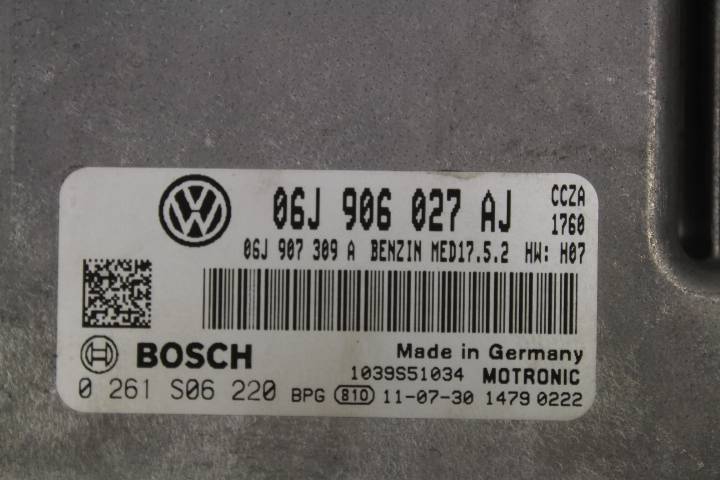 06J 906 027 AJ CCZA
1760
06J 907 309 A BENZIN MED17.5.2 HW: H07
BOSCH Made in Germany
1039S51034 MOTRONIC
0 261 S06 220 BPG 810 11-07-30 1479 0222